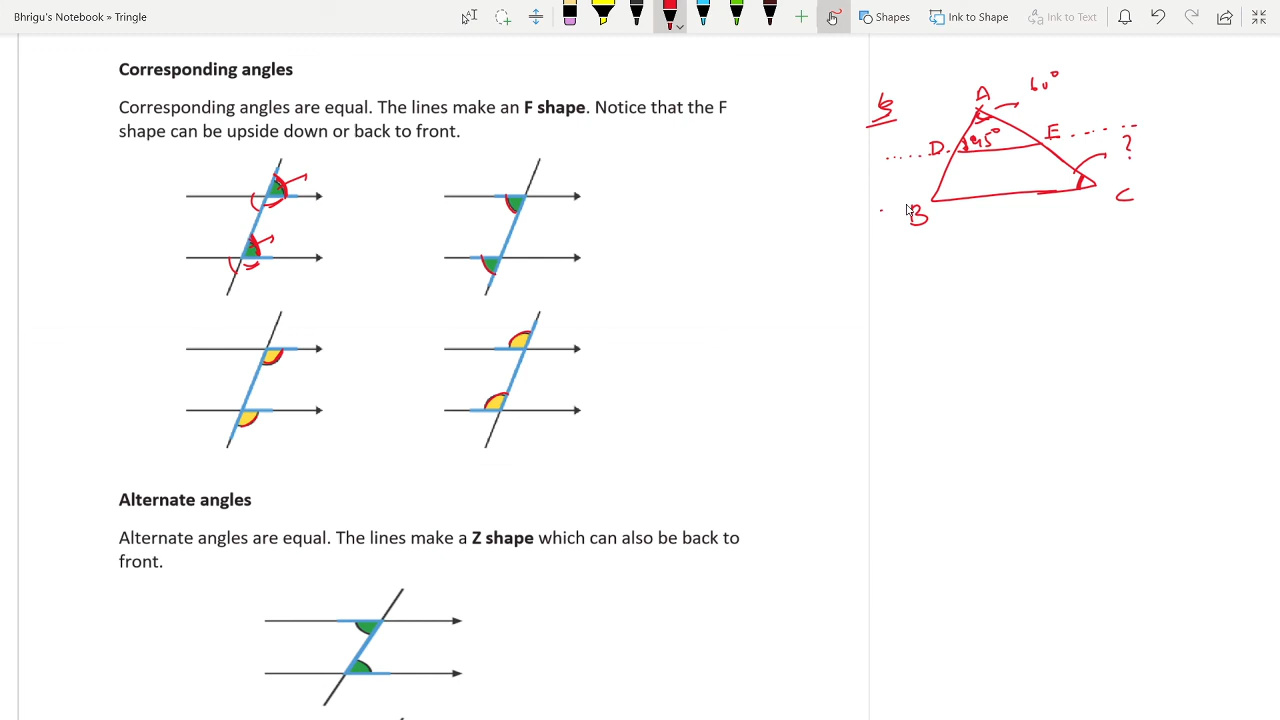 Bhrigu's Notebook » Tringle
Shapes
Ink to Shape
Ink to Text
Corresponding angles
Corresponding angles are equal. The lines make an F shape. Notice that the F
shape can be upside down or back to front.
Alternate angles
Alternate angles are equal. The lines make a Z shape which can also be back to
front.
A
60°
D
45°
E
?
B
C